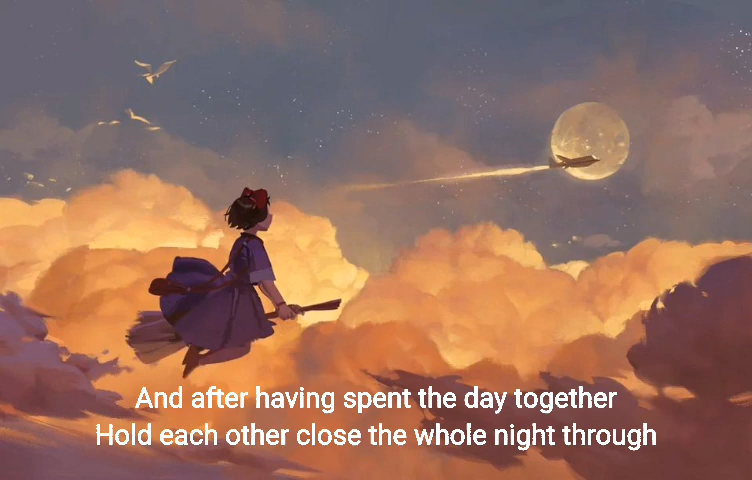 And after having spent the day together
Hold each other close the whole night through